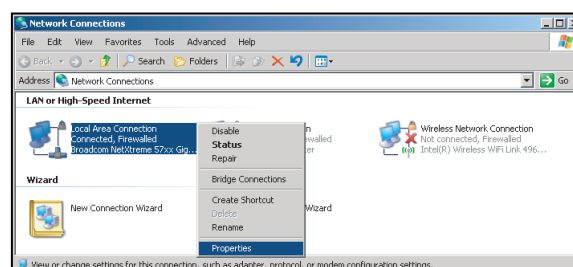 Network Connections
File Edit View Favorites Tools Advanced Help
Back Search Folders
Address Network Connections Go
LAN or High-Speed Internet
Local Area Connection
Connected, Firewalled
Broadcom NetXtreme 57xx Gig...
Wireless Network Connection
Not connected, Firewalled
Intel(R) Wireless WiFi Link 496...
Disable
Status
Repair
Bridge Connections
Create Shortcut
Delete
Rename
Properties
Wizard
New Connection Wizard
Wizard
View or change settings for this connection, such as adapter, protocol, or modem configuration settings.